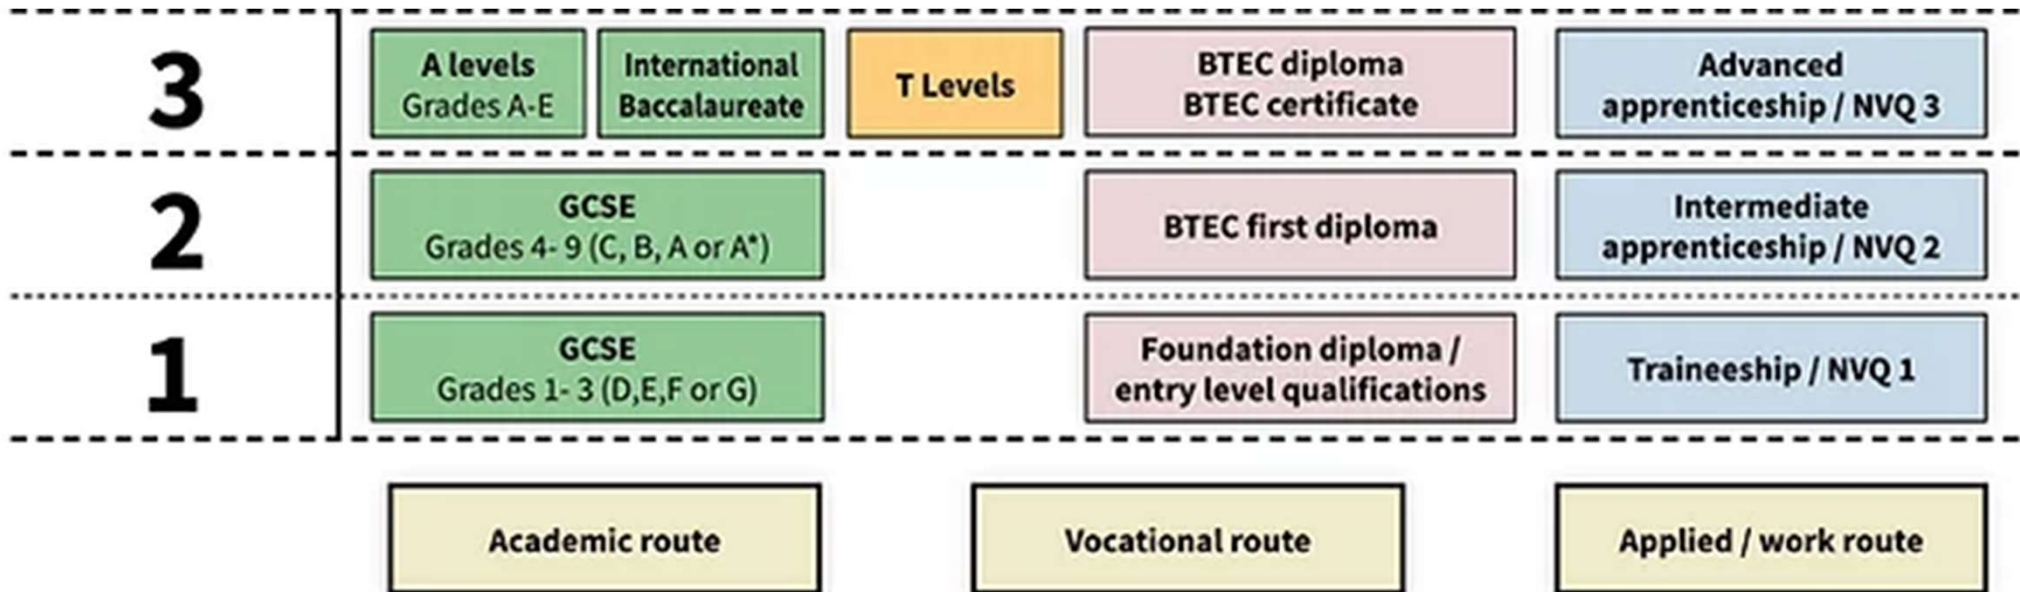 3
A levels
Grades A-E
International
Baccalaureate
T Levels
BTEC diploma
BTEC certificate
Advanced
apprenticeship / NVQ 3
2
GCSE
Grades 4- 9 (C, B, A or A*)
BTEC first diploma
Intermediate
apprenticeship / NVQ 2
1
GCSE
Grades 1- 3 (D,E,F or G)
Foundation diploma /
entry level qualifications
Traineeship / NVQ 1
Academic route
Vocational route
Applied / work route